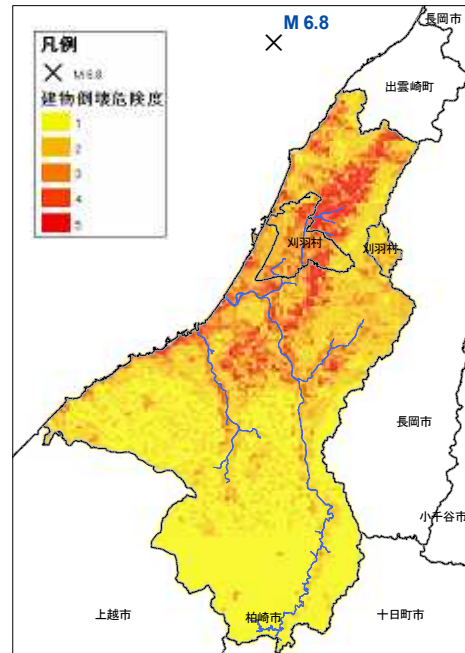 M 6.8
長岡市
凡例
M 6.8
出雲崎町
建物倒壊危険度
1
2
3
4
5
刈羽村
刈羽村
長岡市
小千谷市
上越市
柏崎市
十日町市